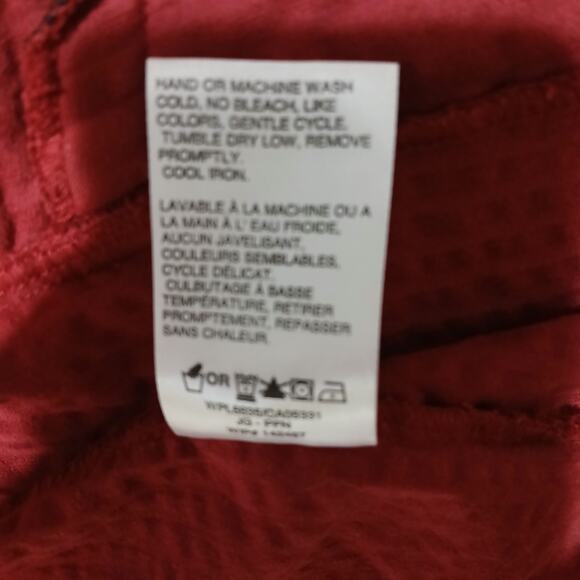 HAND OR MACHINE WASH
COLD, NO BLEACH, LIKE
COLORS, GENTLE CYCLE.
TUMBLE DRY LOW, REMOVE
PROMPTLY.
COOL IRON.
LAVABLE À LA MACHINE OU A
LA MAIN À L' EAU FROIDE,
AUCUN JAVELISANT,
COULEURS SEMBLABLES,
CYCLE DÉLICAT.
CULBUTAGE À BASSE
TEMPÉRATURE, RETIRER
PROMPTEMENT, REPASSER
SANS CHALEUR.
OR